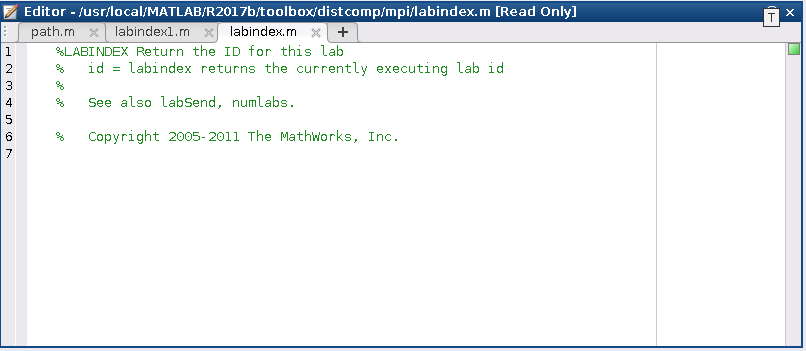 Editor - /usr/local/MATLAB/R2017b/toolbox/distcomp/mpi/labindex.m [Read Only]
T
path.m labindex1.m labindex.m +
1 %LABINDEX Return the ID for this lab
2 %   id = labindex returns the currently executing lab id
3 %
4 %   See also labSend, numlabs.
5
6 %   Copyright 2005-2011 The MathWorks, Inc.
7